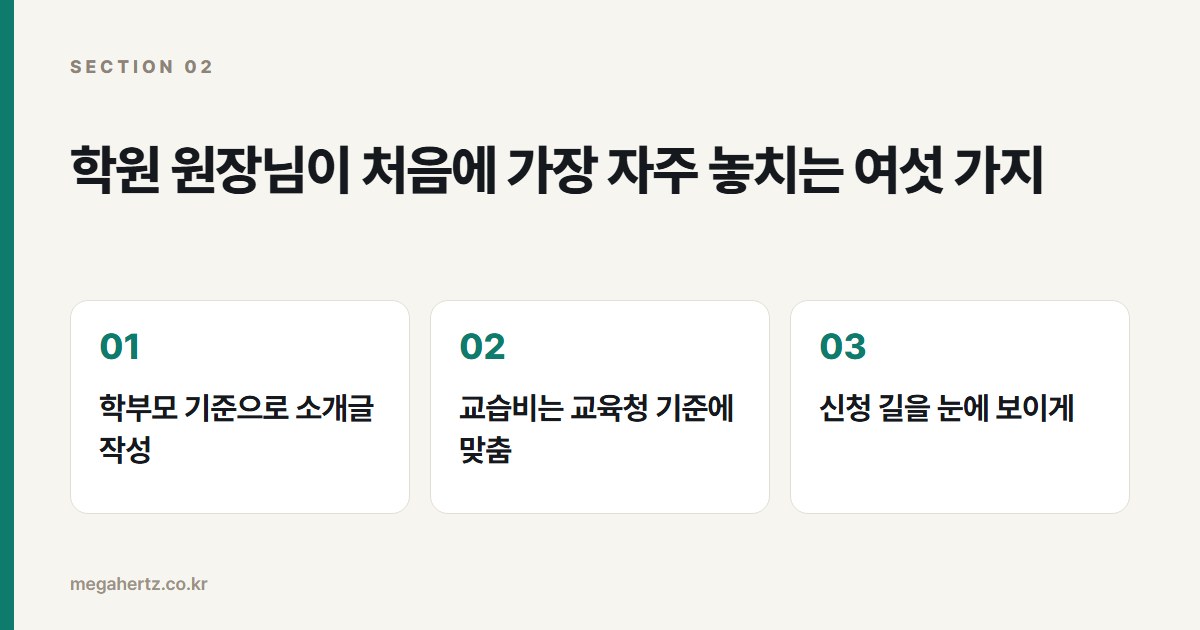 SECTION 02
학원 원장님이 처음에 가장 자주 놓치는 여섯 가지
01
학부모 기준으로 소개글
작성
02
교습비는 교육청 기준에
맞춤
03
신청 길을 눈에 보이게
megahertz.co.kr